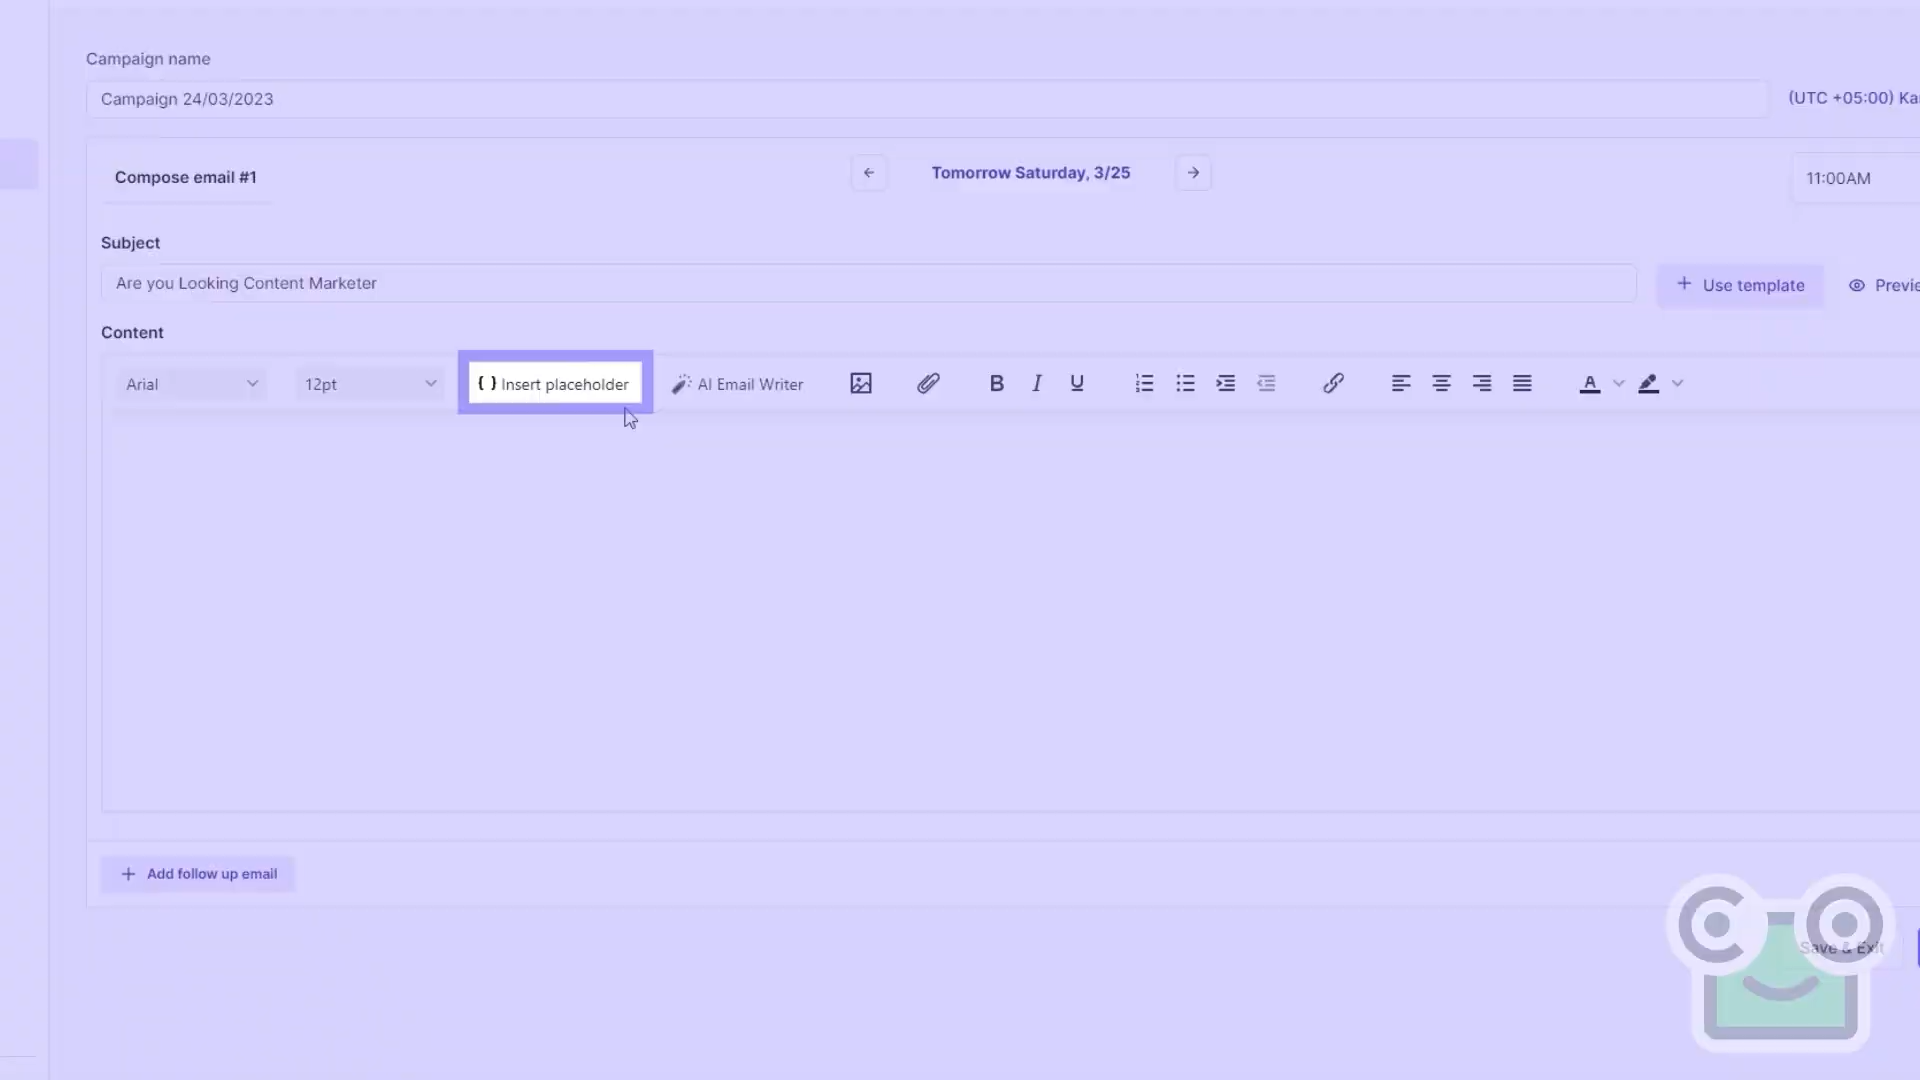 Campaign name
Campaign 24/03/2023
(UTC +05:00)
Compose email #1
Tomorrow Saturday, 3/25
11:00AM
Subject
Are you Looking Content Marketer
Use template
Content
Arial
12pt
{ } Insert placeholder
AI Email Writer
B I U
A
Add follow up email
Save & Exit